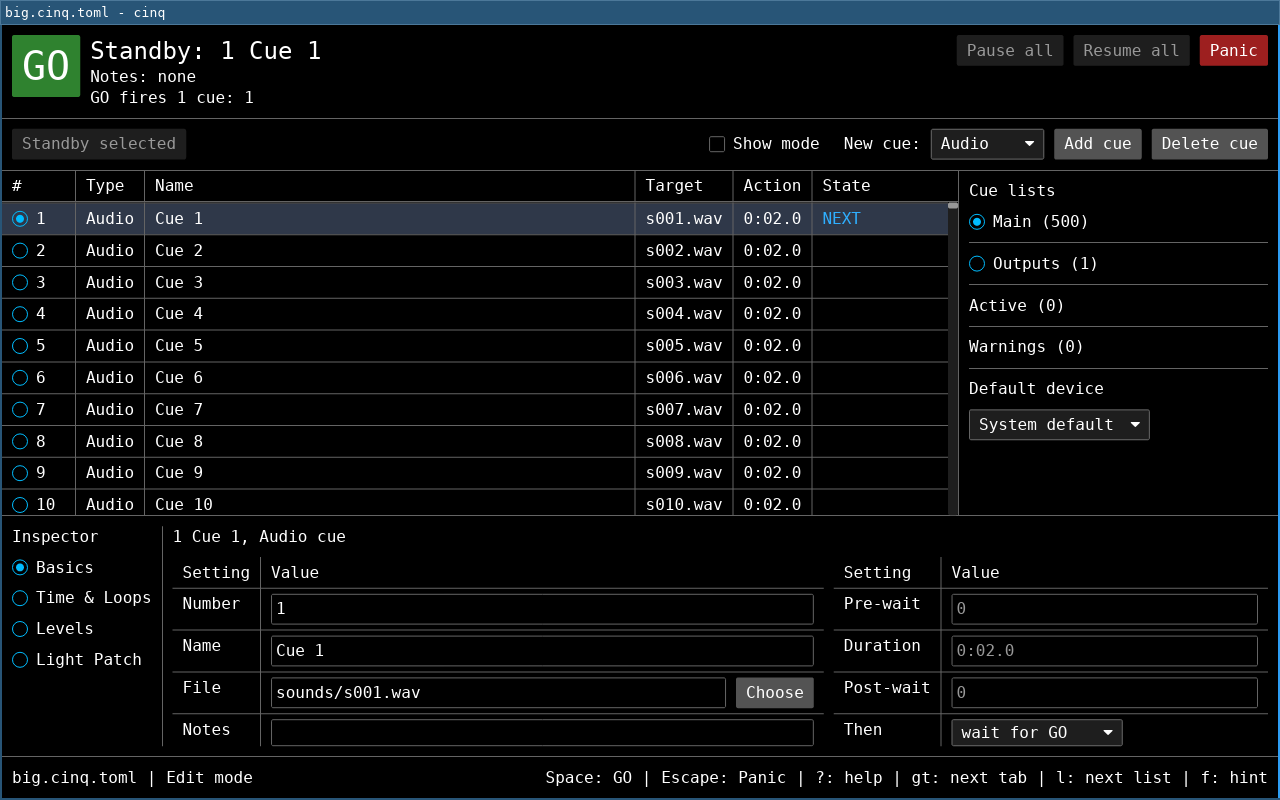 big.cinq.toml - cinq
GO Standby: 1 Cue 1 Pause all Resume all Panic
Notes: none
GO fires 1 cue: 1
Standby selected Show mode New cue: Audio Add cue Delete cue
# Type Name Target Action State
1 Audio Cue 1 s001.wav 0:02.0 NEXT
2 Audio Cue 2 s002.wav 0:02.0
3 Audio Cue 3 s003.wav 0:02.0
4 Audio Cue 4 s004.wav 0:02.0
5 Audio Cue 5 s005.wav 0:02.0
6 Audio Cue 6 s006.wav 0:02.0
7 Audio Cue 7 s007.wav 0:02.0
8 Audio Cue 8 s008.wav 0:02.0
9 Audio Cue 9 s009.wav 0:02.0
10 Audio Cue 10 s010.wav 0:02.0
Cue lists
Main (500)
Outputs (1)
Active (0)
Warnings (0)
Default device
System default
Inspector
Basics
Time & Loops
Levels
Light Patch
1 Cue 1, Audio cue
Setting Value
Number 1
Name Cue 1
File sounds/s001.wav Choose
Notes
Setting Value
Pre-wait 0
Duration 0:02.0
Post-wait 0
Then wait for GO
big.cinq.toml | Edit mode Space: GO | Escape: Panic | ?: help | gt: next tab | l: next list | f: hint